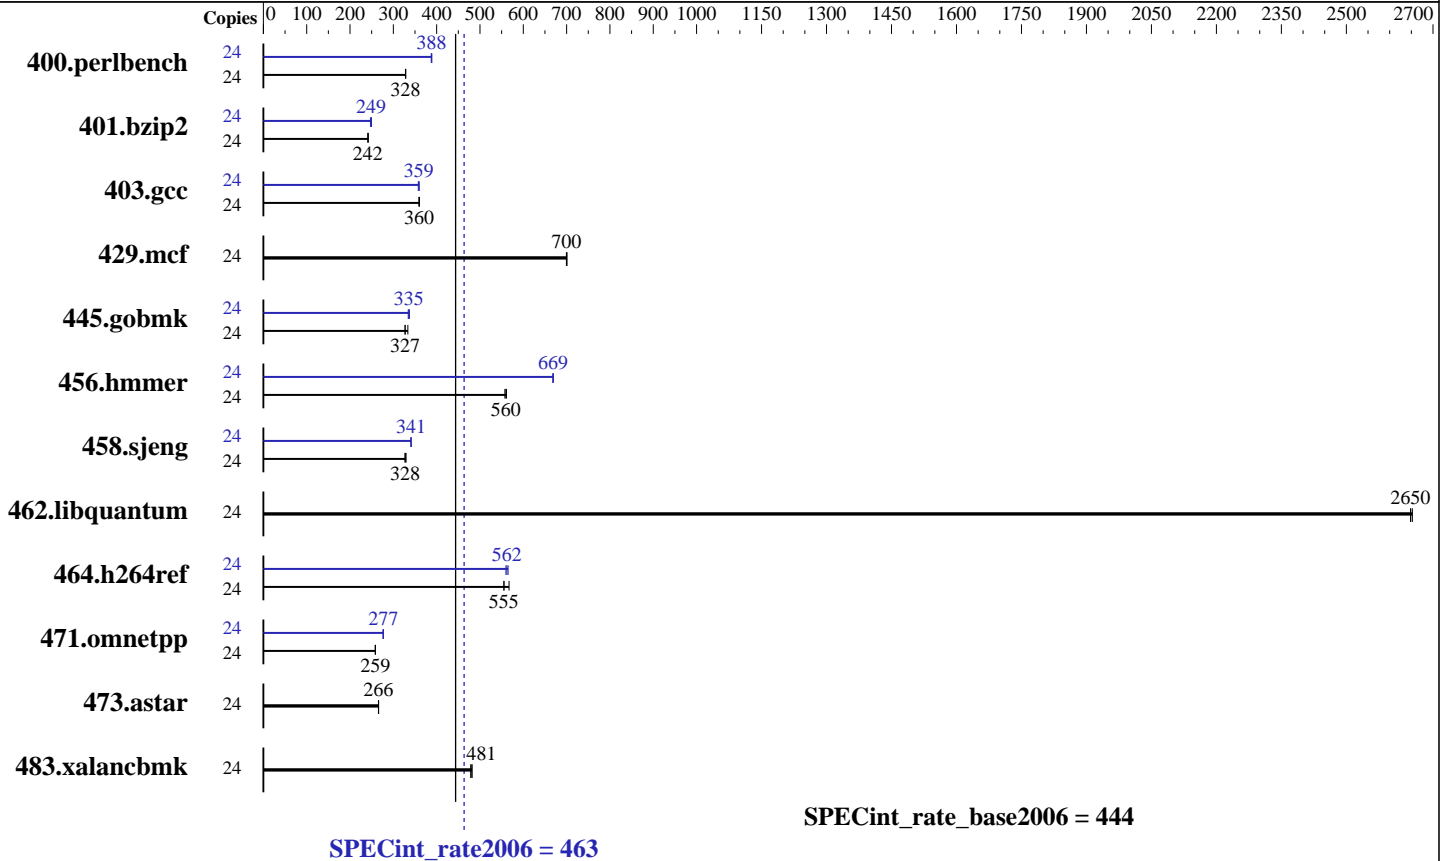 Copies 0 100 200 300 400 500 600 700 800 900 1000 1150 1300 1450 1600 1750 1900 2050 2200 2350 2500 2700
400.perlbench 24 388
24 328
401.bzip2 24 249
24 242
403.gcc 24 359
24 360
429.mcf 24 700
445.gobmk 24 335
24 327
456.hmmer 24 669
24 560
458.sjeng 24 341
24 328
462.libquantum 24 2650
464.h264ref 24 562
24 555
471.omnetpp 24 277
24 259
473.astar 24 266
483.xalancbmk 24 481
SPECint_rate_base2006 = 444
SPECint_rate2006 = 463